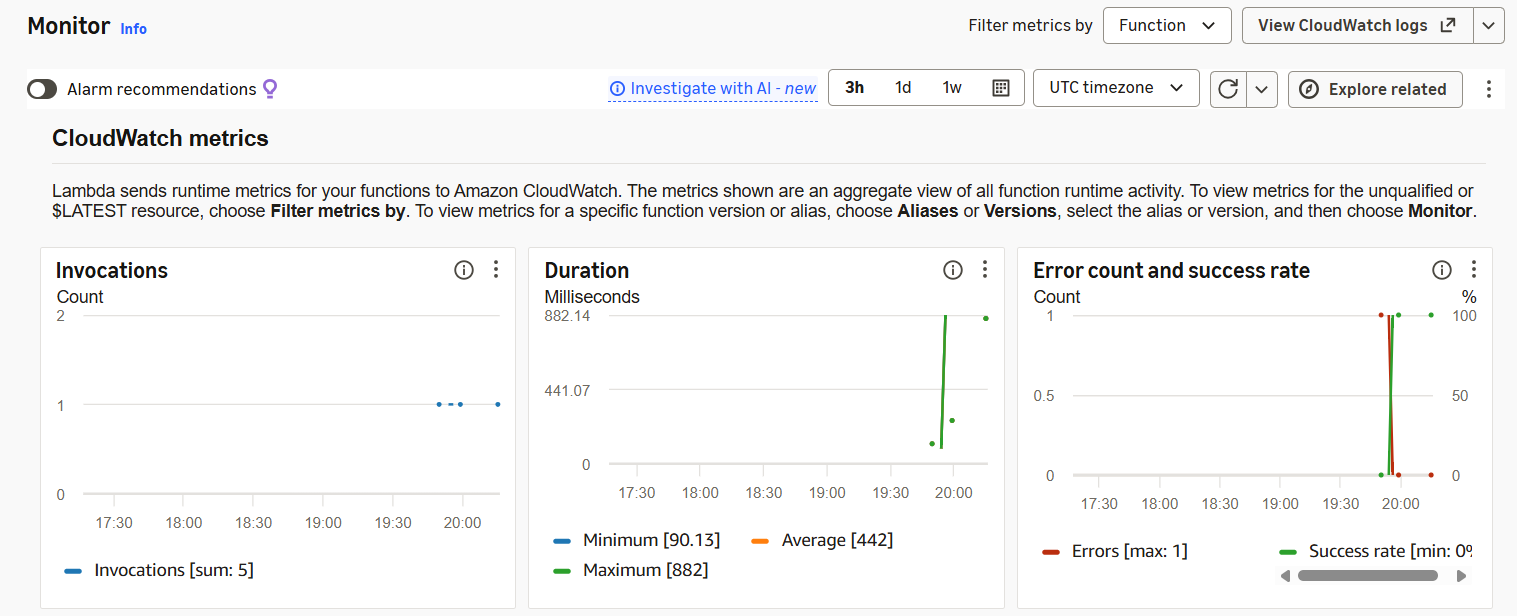 Monitor Info
Filter metrics by Function View CloudWatch logs
Alarm recommendations Investigate with AI - new 3h 1d 1w UTC timezone Explore related
CloudWatch metrics
Lambda sends runtime metrics for your functions to Amazon CloudWatch. The metrics shown are an aggregate view of all function runtime activity. To view metrics for the unqualified or
$LATEST resource, choose Filter metrics by. To view metrics for a specific function version or alias, choose Aliases or Versions, select the alias or version, and then choose Monitor.
Invocations
Count
2
1
0
17:30 18:00 18:30 19:00 19:30 20:00
Invocations [sum: 5]
Duration
Milliseconds
882.14
441.07
0
17:30 18:00 18:30 19:00 19:30 20:00
Minimum [90.13] Average [442]
Maximum [882]
Error count and success rate
Count %
1 100
0.5 50
0 0
17:30 18:00 18:30 19:00 19:30 20:00
Errors [max: 1] Success rate [min: 0%